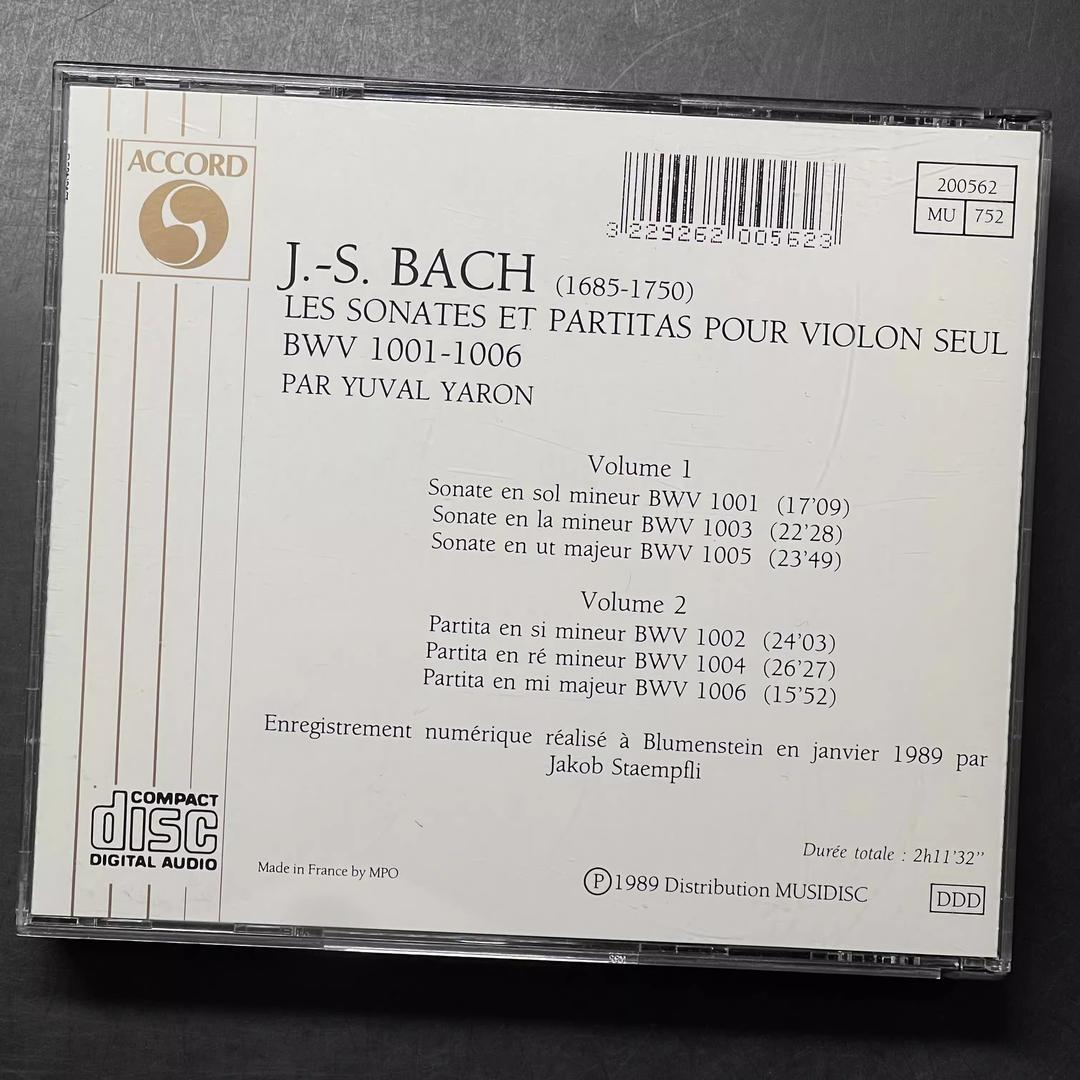 ACCORD
3 229262 005623
200562
MU 752
J.-S. BACH (1685-1750)
LES SONATES ET PARTITAS POUR VIOLON SEUL
BWV 1001-1006
PAR YUVAL YARON
Volume 1
Sonate en sol mineur BWV 1001 (17'09)
Sonate en la mineur BWV 1003 (22'28)
Sonate en ut majeur BWV 1005 (23'49)
Volume 2
Partita en si mineur BWV 1002 (24'03)
Partita en ré mineur BWV 1004 (26'27)
Partita en mi majeur BWV 1006 (15'52)
Enregistrement numérique réalisé à Blumenstein en janvier 1989 par
Jakob Staempfli
COMPACT
disc
DIGITAL AUDIO
Made in France by MPO
Durée totale : 2h11'32"
Ⓟ1989 Distribution MUSIDISC
DDD